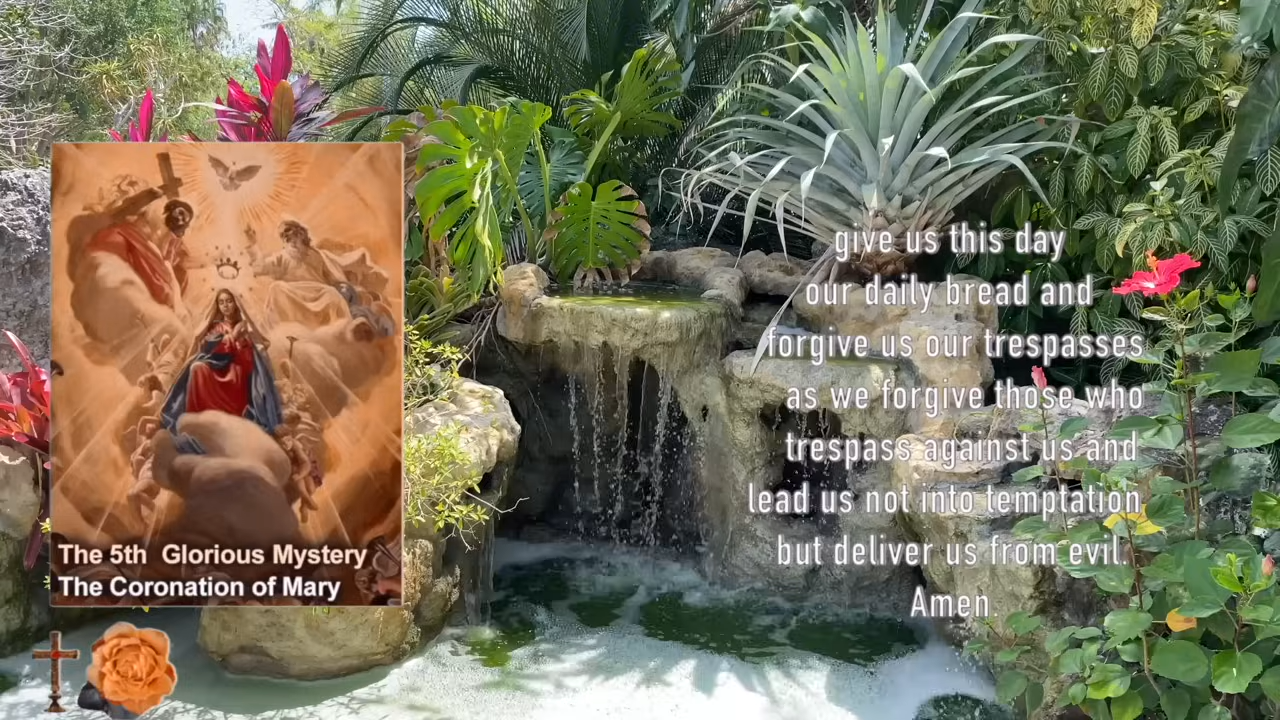 The 5th Glorious Mystery
The Coronation of Mary
give us this day
our daily bread and
forgive us our trespasses
as we forgive those who
trespass against us and
lead us not into temptation
but deliver us from evil.
Amen.